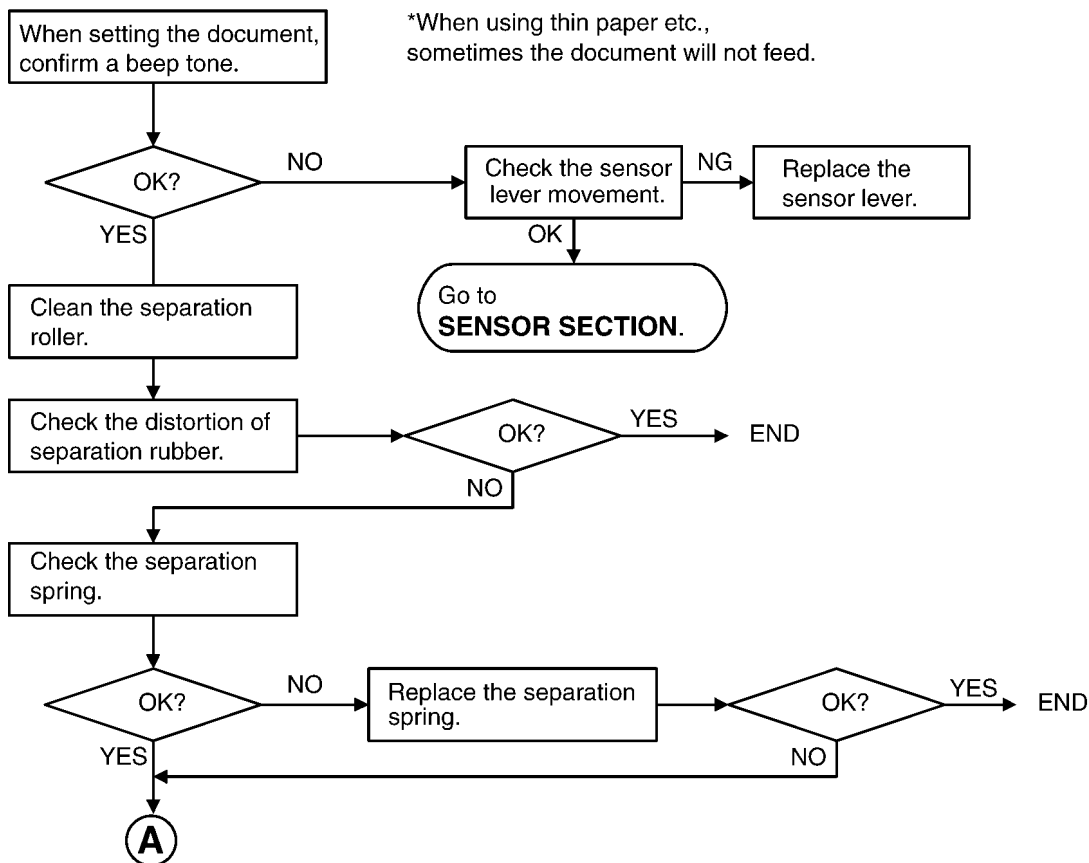 When setting the document,
confirm a beep tone.
*When using thin paper etc.,
sometimes the document will not feed.
OK?
NO
Check the sensor
lever movement.
NG
Replace the
sensor lever.
YES
OK
Go to
SENSOR SECTION.
Clean the separation
roller.
Check the distortion of
separation rubber.
OK?
YES
END
NO
Check the separation
spring.
OK?
NO
Replace the separation
spring.
OK?
YES
END
YES
NO
A